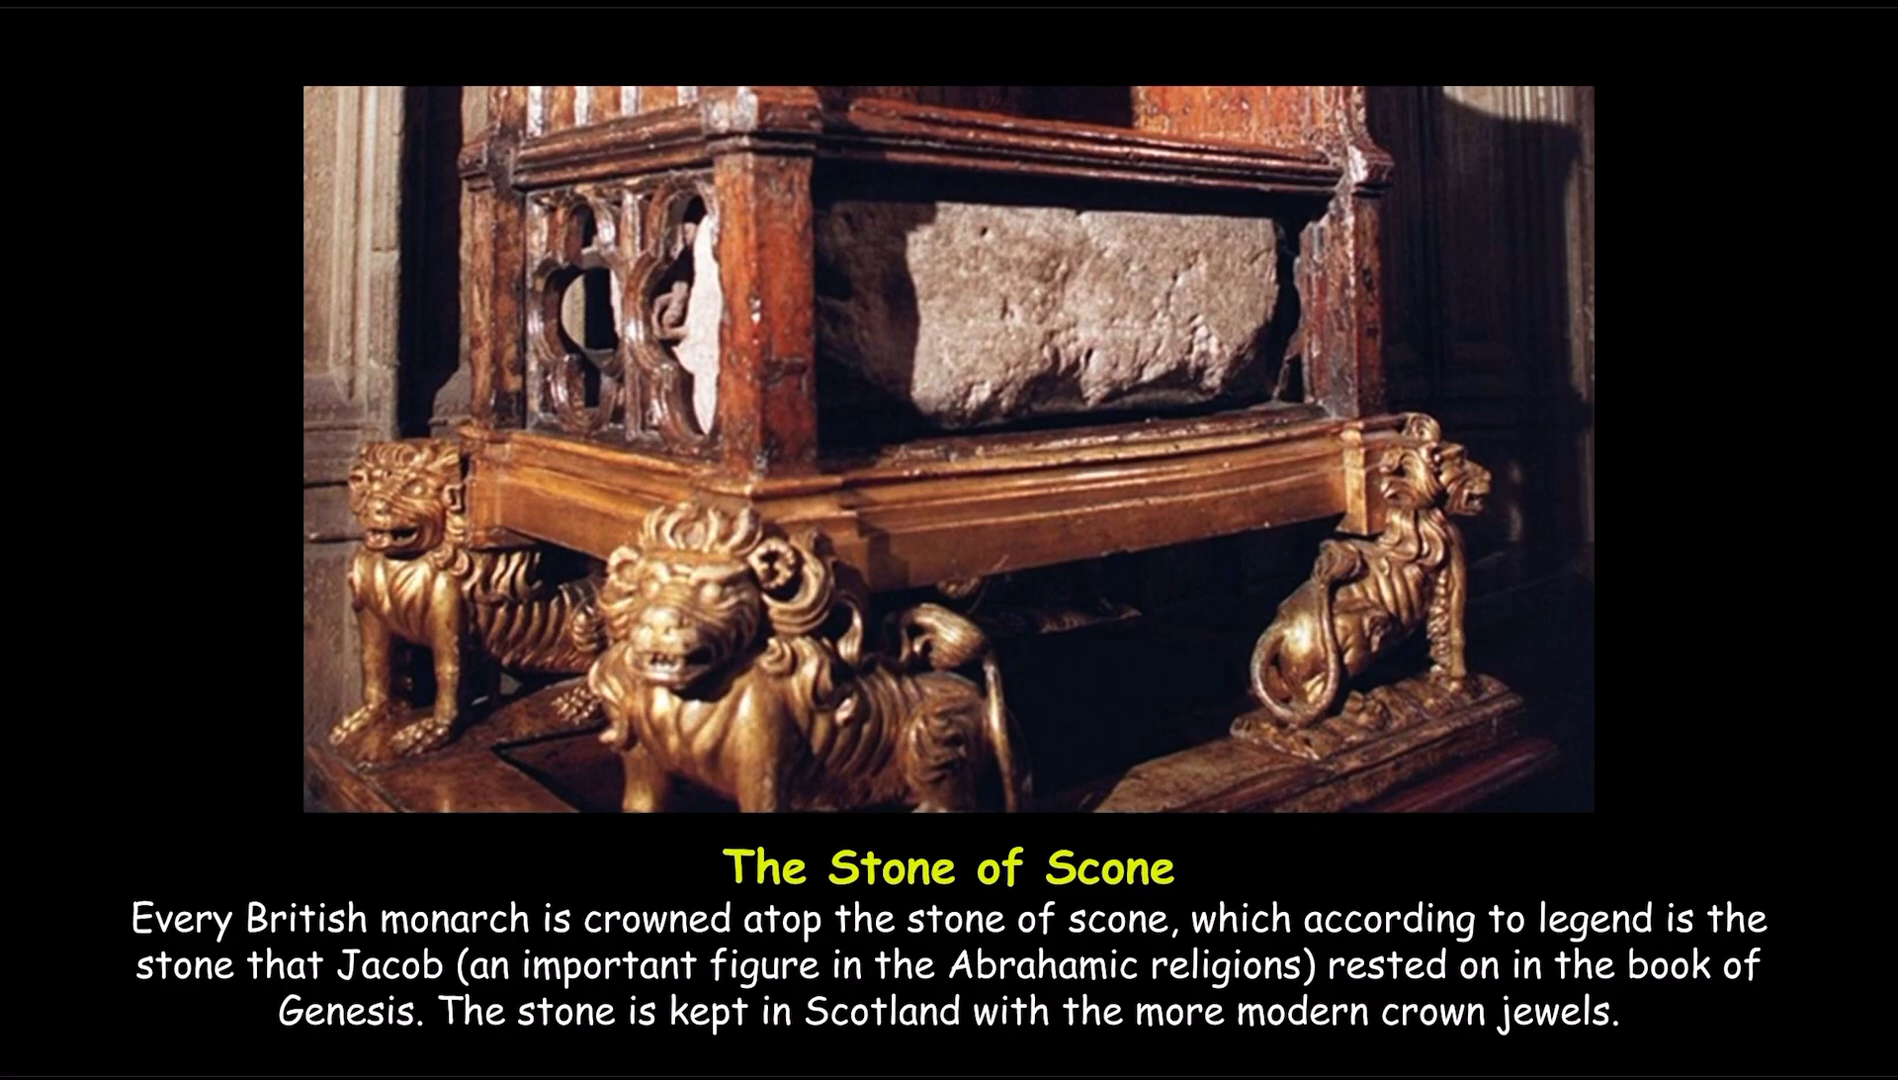 The Stone of Scone
Every British monarch is crowned atop the stone of scone, which according to legend is the
stone that Jacob (an important figure in the Abrahamic religions) rested on in the book of
Genesis. The stone is kept in Scotland with the more modern crown jewels.